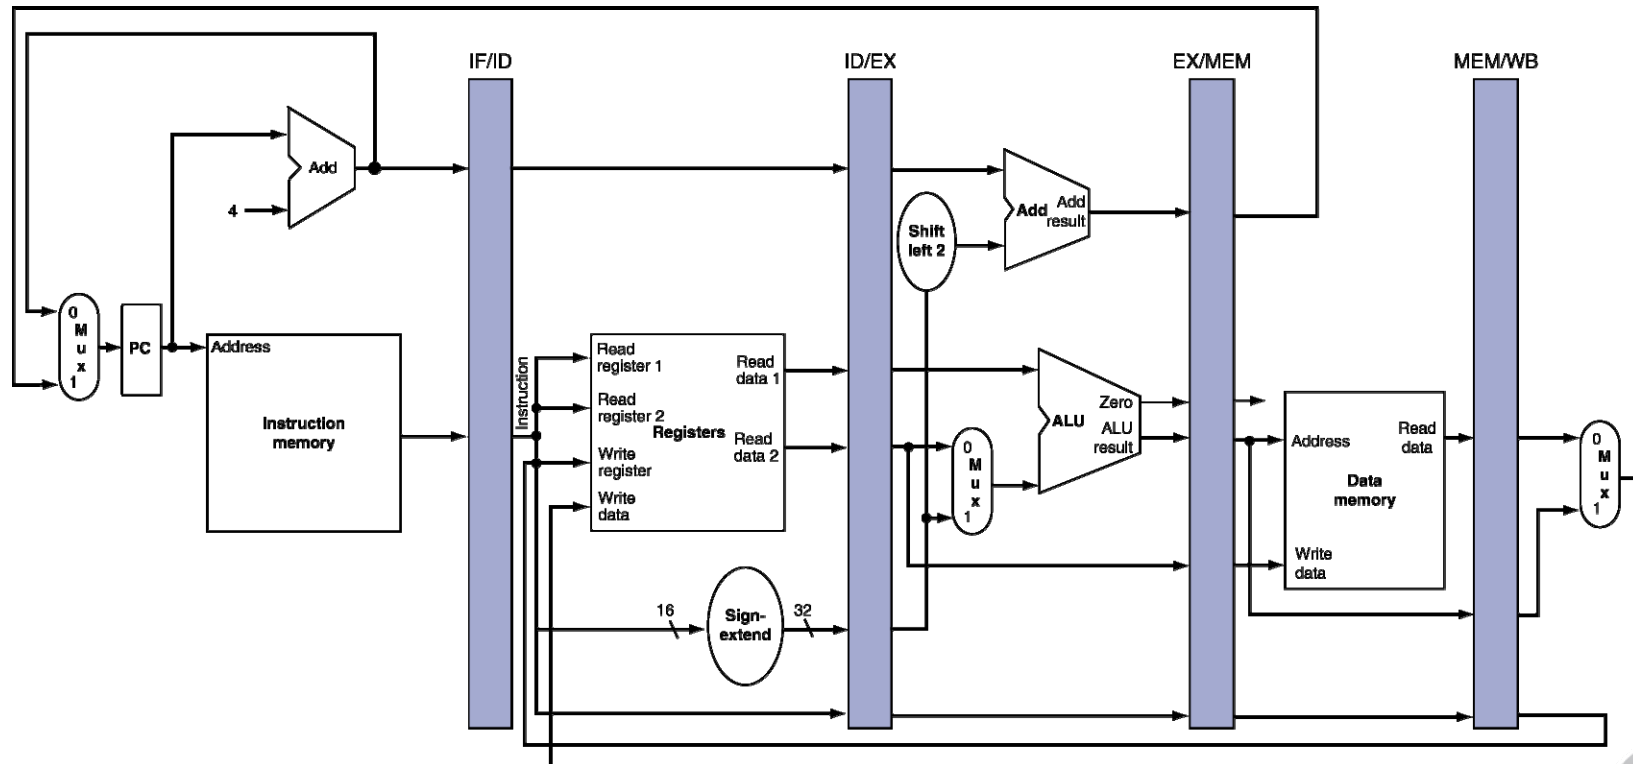 IF/ID
ID/EX
EX/MEM
MEM/WB
Add
4
Shift
left 2
Add
Add
result
0
M
u
x
1
PC
Address
Instruction
memory
Instruction
Read
register 1
Read
register 2
Write
register
Write
data
Registers
Read
data 1
Read
data 2
0
M
u
x
1
Zero
ALU
ALU
result
Address
Read
data
Data
memory
Write
data
0
M
u
x
1
16
Sign-
extend
32